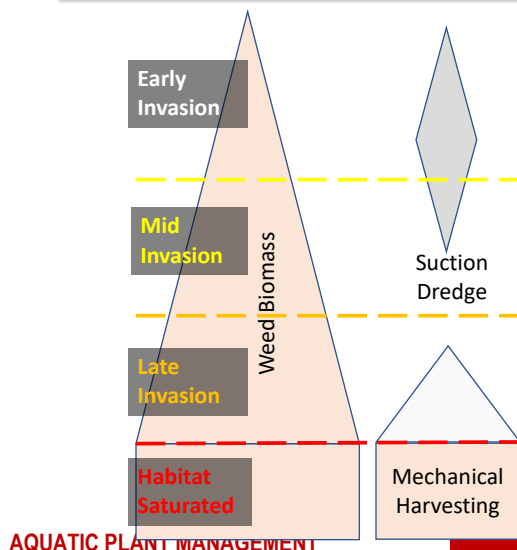 Early
Invasion
Mid
Invasion
Weed Biomass
Suction
Dredge
Late
Invasion
Habitat
Saturated
Mechanical
Harvesting
AQUATIC PLANT MANAGEMENT